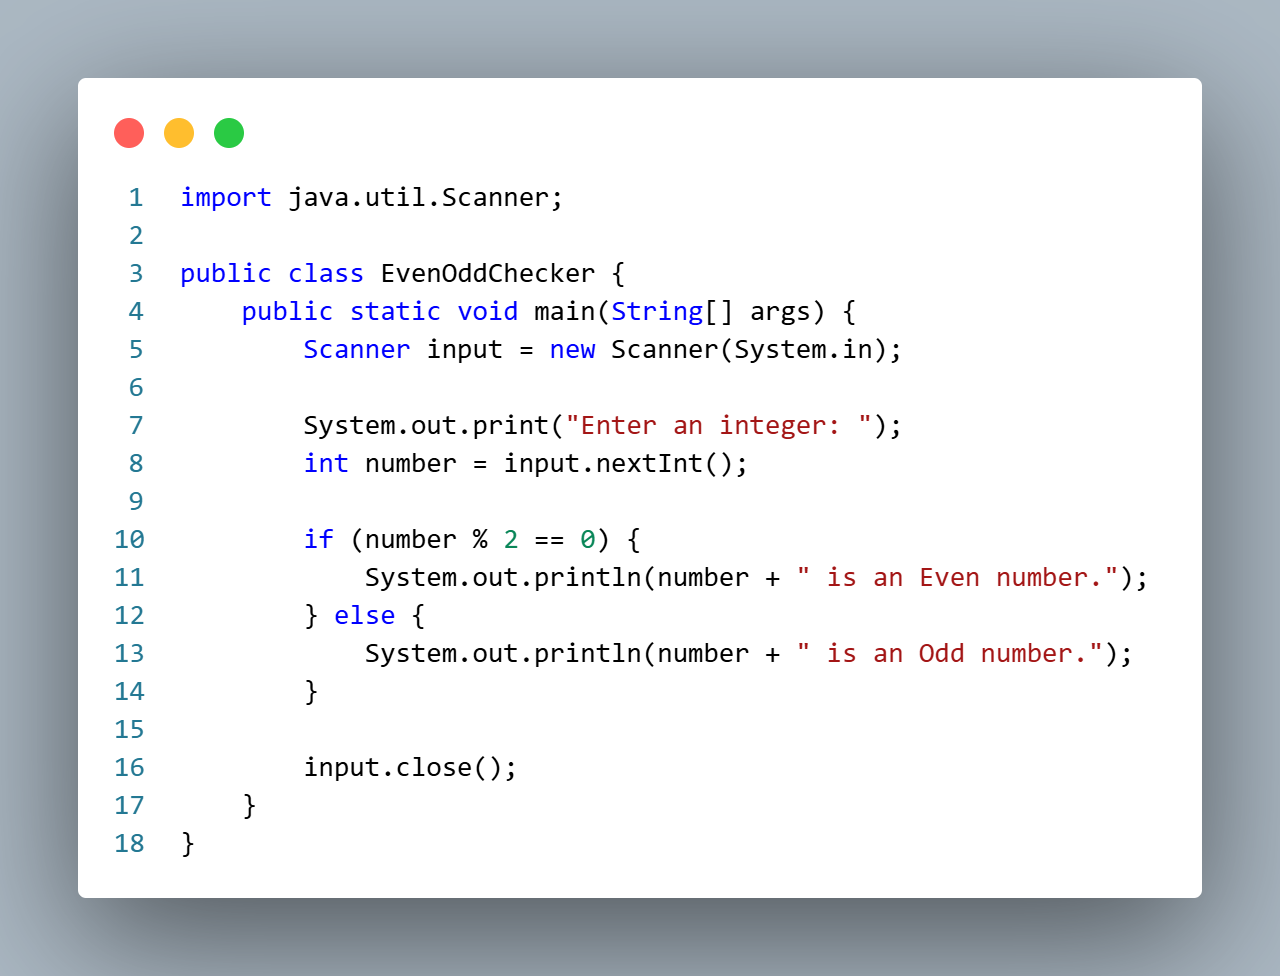 1 import java.util.Scanner;
2
3 public class EvenOddChecker {
4     public static void main(String[] args) {
5         Scanner input = new Scanner(System.in);
6
7         System.out.print("Enter an integer: ");
8         int number = input.nextInt();
9
10         if (number % 2 == 0) {
11             System.out.println(number + " is an Even number.");
12         } else {
13             System.out.println(number + " is an Odd number.");
14         }
15
16         input.close();
17     }
18 }